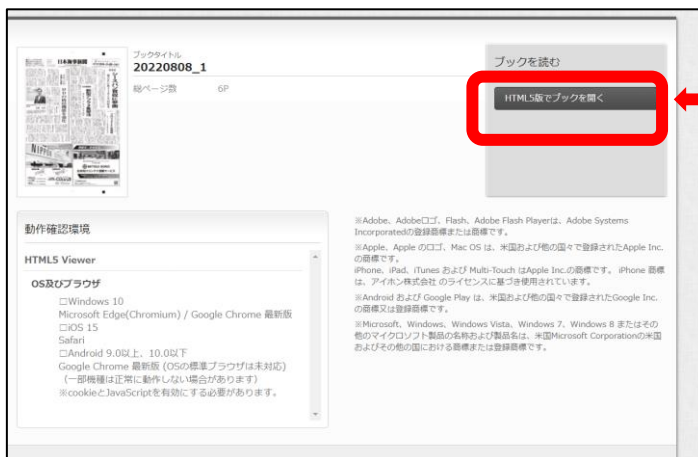 日本海事新聞
ブックタイトル
20220808_1
総ページ数 6P
ブックを読む
HTML5版でブックを開く
動作確認環境
HTML5 Viewer
OS及びブラウザ
□Windows 10
Microsoft Edge(Chromium) / Google Chrome 最新版
□iOS 15
Safari
□Android 9.0以上、10.0以下
Google Chrome 最新版 (OSの標準ブラウザは未対応)
(一部機種は正常に動作しない場合があります)
※cookieとJavaScriptを有効にする必要があります。
※Adobe、Adobeロゴ、Flash、Adobe Flash Playerは、Adobe Systems
Incorporatedの登録商標または商標です。
※Apple、Apple のロゴ、Mac OS は、米国および他の国々で登録されたApple Inc.
の商標です。
iPhone、iPad、iTunes および Multi-Touch はApple Inc.の商標です。 iPhone 商標
は、アイホン株式会社 のライセンスに基づき使用されています。
※Android および Google Play は、米国および他の国々で登録されたGoogle Inc.
の商標又は登録商標です。
※Microsoft、Windows、Windows Vista、Windows 7、Windows 8 またはその
他のマイクロソフト製品の名称および製品名は、米国Microsoft Corporationの米国
およびその他の国における商標または登録商標です。